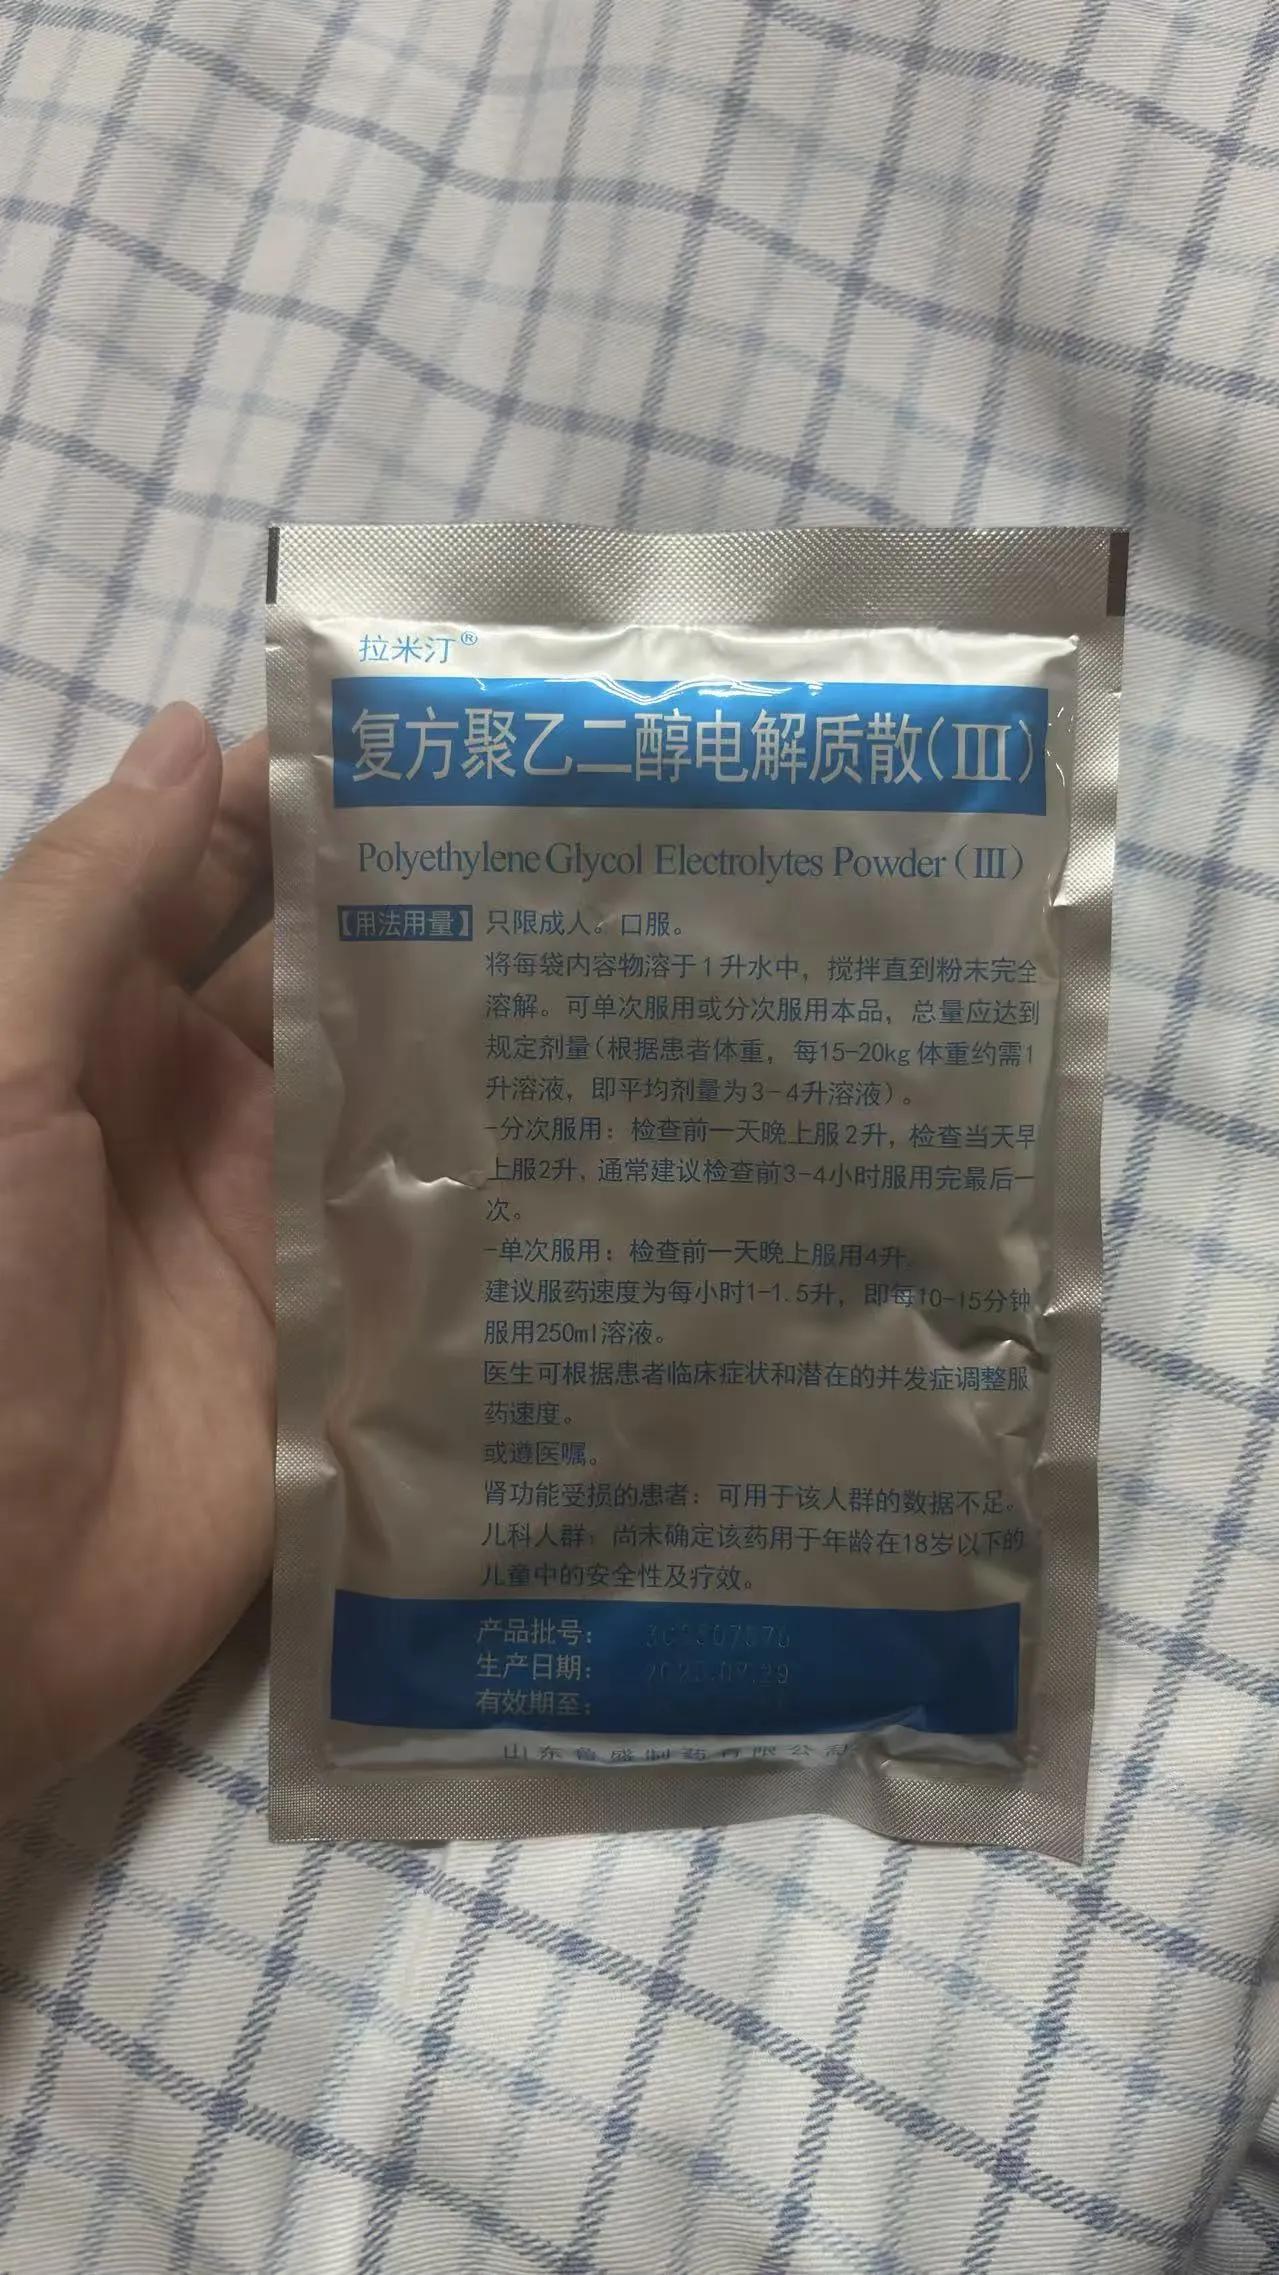 拉米汀®
复方聚乙二醇电解质散(Ⅲ)
Polyethylene Glycol Electrolytes Powder(Ⅲ)
【用法用量】只限成人。口服。
将每袋内容物溶于1升水中，搅拌直到粉末完全
溶解。可单次服用或分次服用本品，总量应达到
规定剂量(根据患者体重，每15-20kg体重约需1
升溶液，即平均剂量为3-4升溶液)。
-分次服用：检查前一天晚上服2升，检查当天早
上服2升，通常建议检查前3-4小时服用完最后一
次。
-单次服用：检查前一天晚上服用4升。
建议服药速度为每小时1-1.5升，即每10-15分钟
服用250ml溶液。
医生可根据患者临床症状和潜在的并发症调整服
药速度。
或遵医嘱。
肾功能受损的患者：可用于该人群的数据不足。
儿科人群：尚未确定该药用于年龄在18岁以下的
儿童中的安全性及疗效。
产品批号：
生产日期：
有效期至：
山东鲁盛制药有限公司